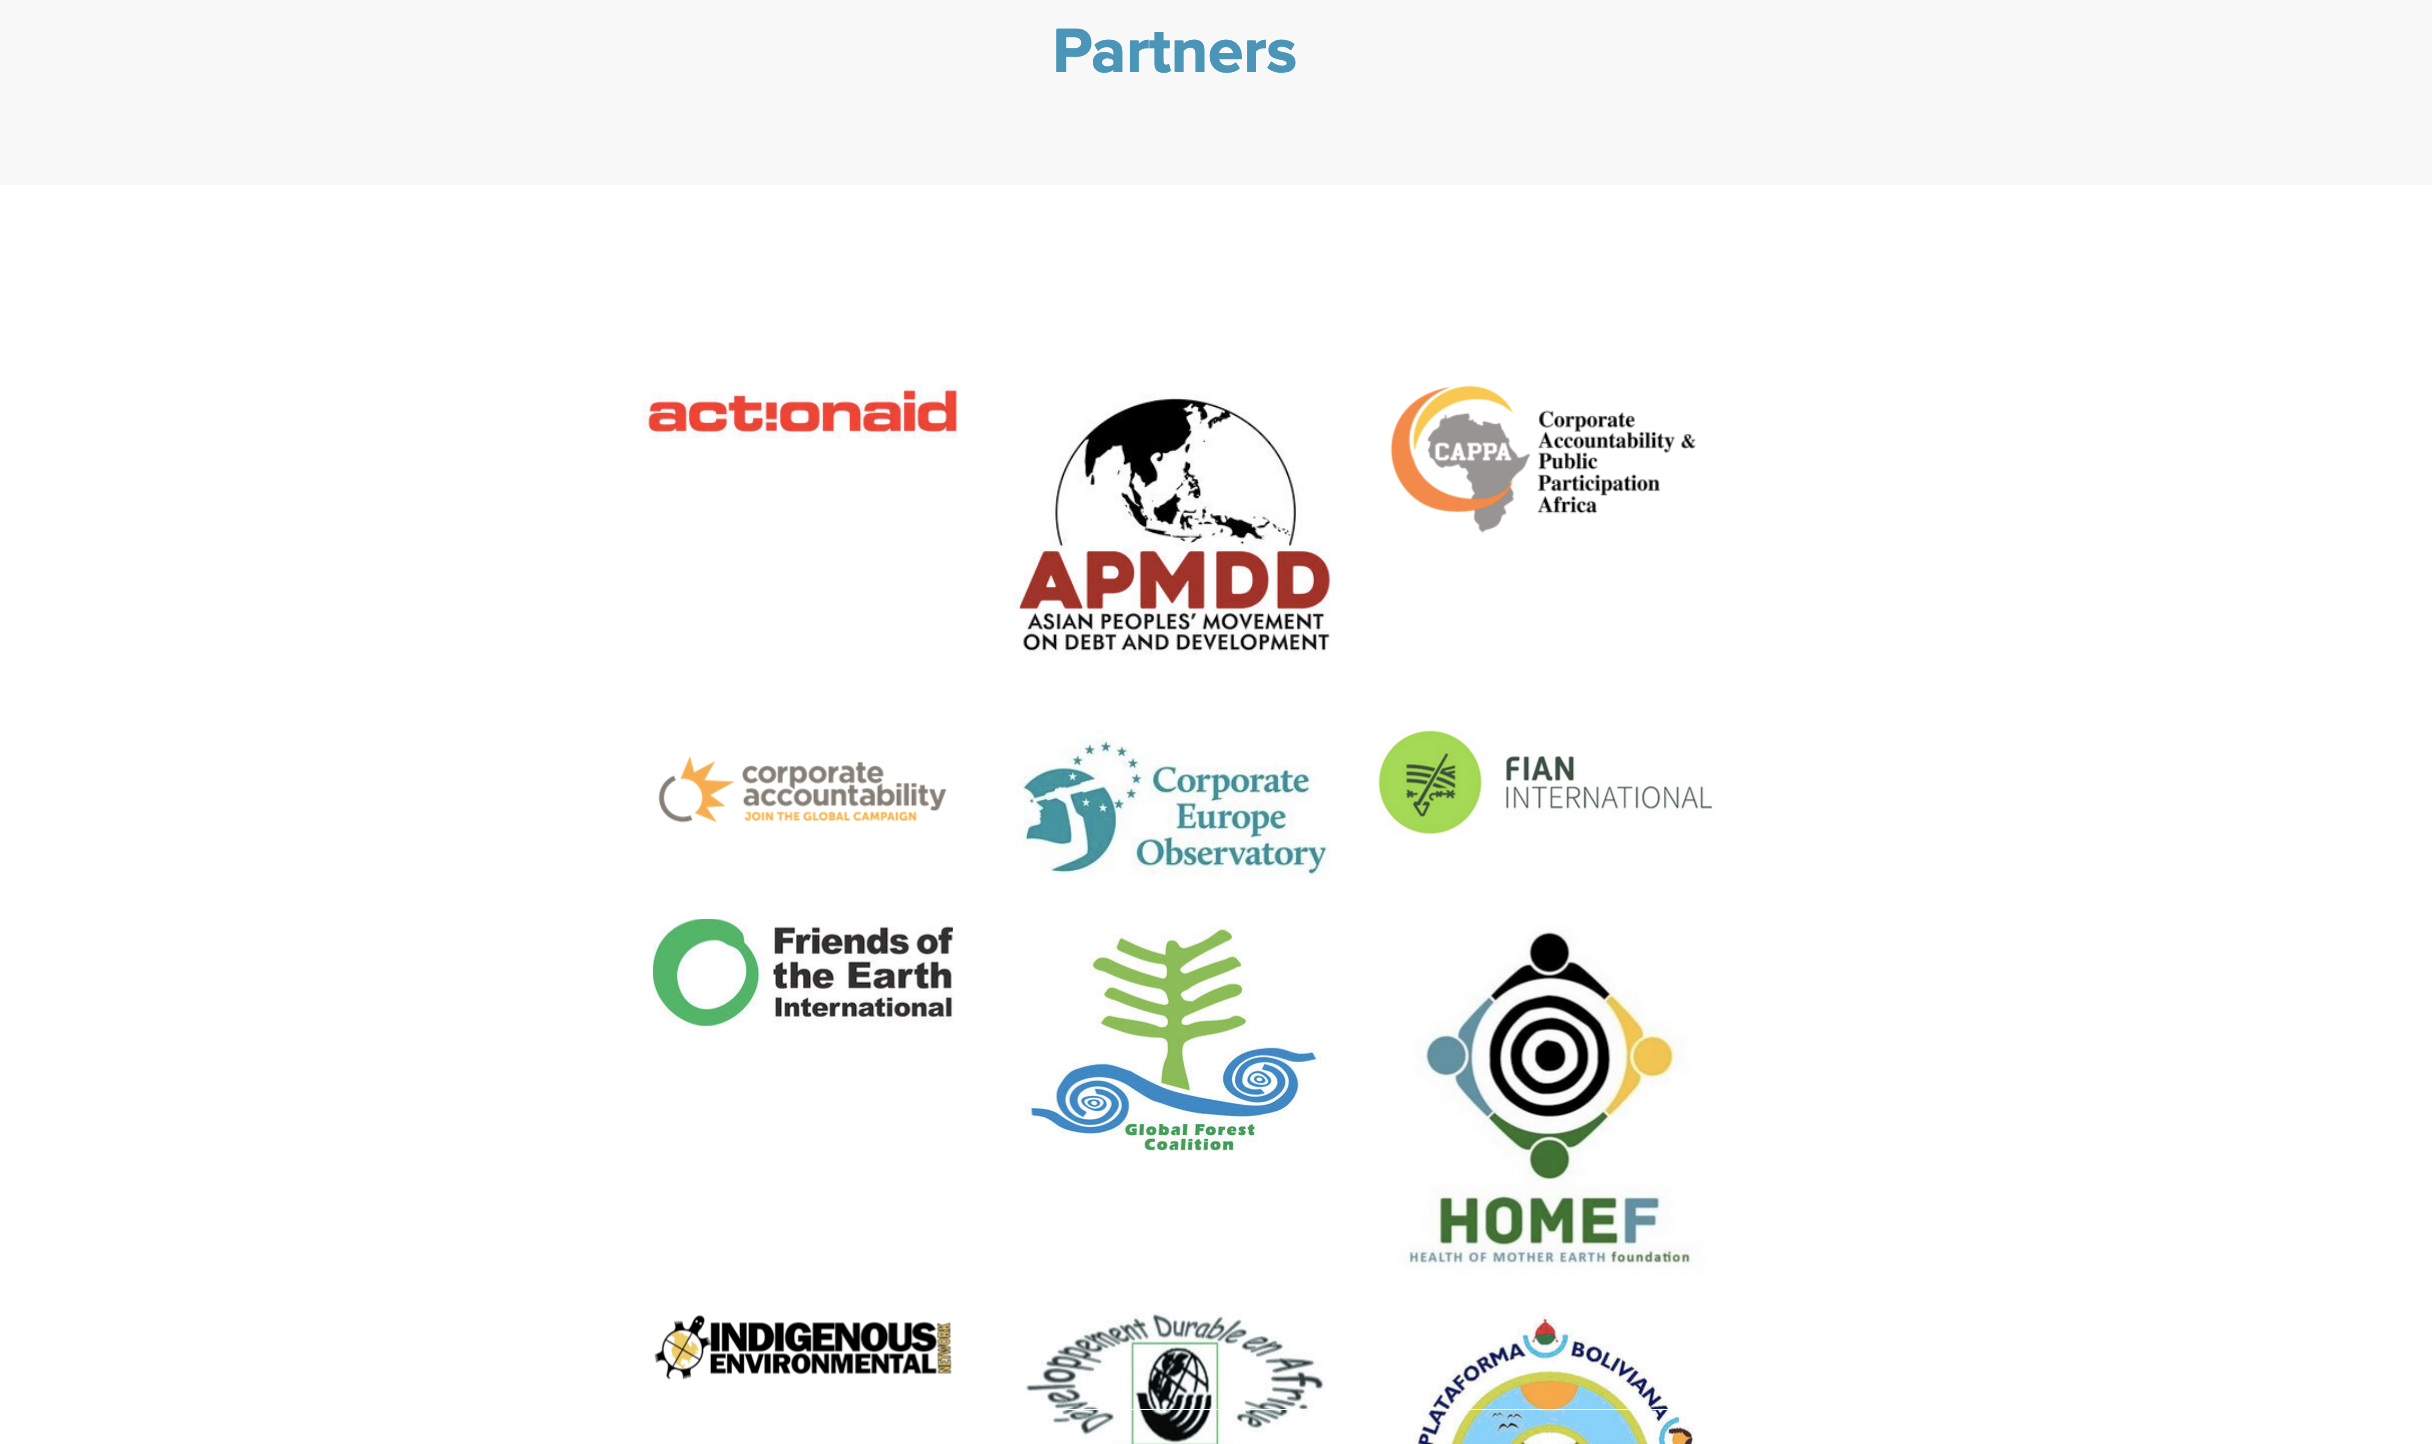 Partners
act!onaid
APMDD
ASIAN PEOPLES' MOVEMENT
ON DEBT AND DEVELOPMENT
CAPPA
Corporate
Accountability &
Public
Participation
Africa
corporate
accountability
JOIN THE GLOBAL CAMPAIGN
Corporate
Europe
Observatory
FIAN
INTERNATIONAL
Friends of
the Earth
International
Global Forest
Coalition
HOMEF
HEALTH OF MOTHER EARTH foundation
INDIGENOUS
ENVIRONMENTAL
NETWORK
Développement Durable en Afrique
PLATAFORMA BOLIVIANA